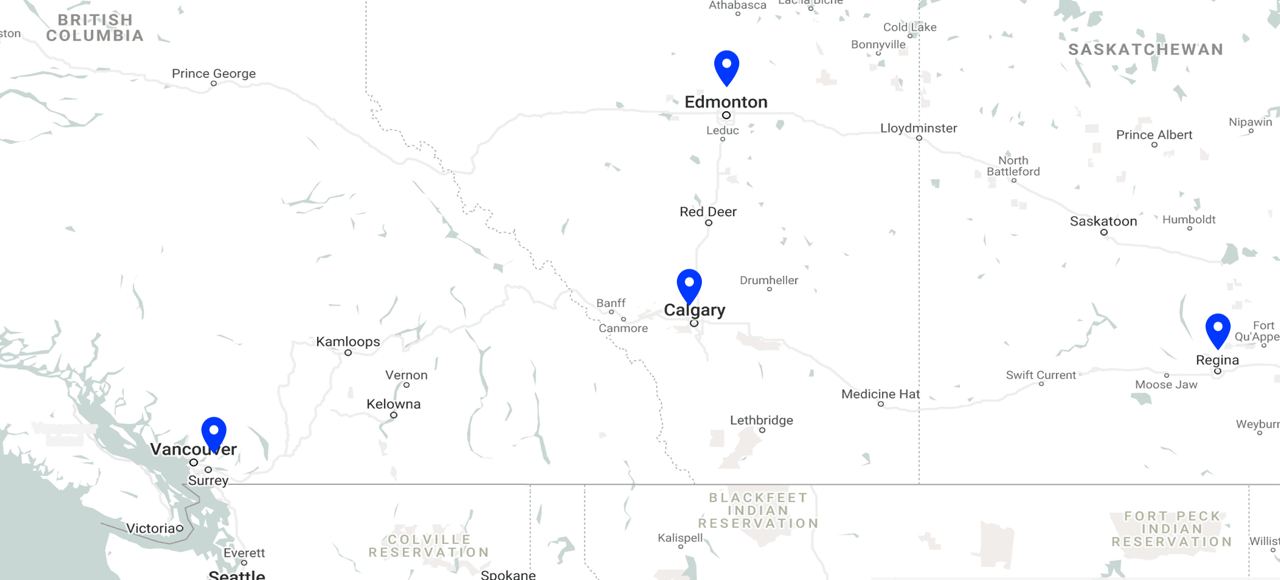 Athabasca
Lac la Biche
BRITISH
COLUMBIA
Cold Lake
ston
Bonnyville
SASKATCHEWAN
Prince George
Edmonton
Nipawin
Leduc
Lloydminster
Prince Albert
North
Battleford
Red Deer
Saskatoon
Humboldt
Drumheller
Banff
Calgary
Canmore
Fort
Qu'Appe
Kamloops
Regina
Vernon
Swift Current
Moose Jaw
Kelowna
Medicine Hat
Lethbridge
Weyburn
Vancouver
Surrey
BLACKFEET
INDIAN
RESERVATION
FORT PECK
INDIAN
RESERVATION
Victoria
COLVILLE
RESERVATION
Kalispell
Willist
Everett
Seattle
Spokane